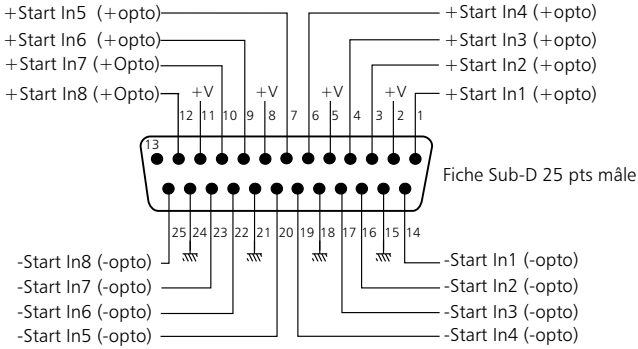 +Start In5 (+opto)
+Start In4 (+opto)
+Start In6 (+opto)
+Start In3 (+opto)
+Start In7 (+Opto)
+Start In2 (+opto)
+Start In8 (+Opto)
+V +V +V +V
+Start In1 (+opto)
12 11 10 9 8 7 6 5 4 3 2 1
13
Fiche Sub-D 25 pts mâle
25 24 23 22 21 20 19 18 17 16 15 14
-Start In8 (-opto)
-Start In1 (-opto)
-Start In7 (-opto)
-Start In2 (-opto)
-Start In6 (-opto)
-Start In3 (-opto)
-Start In5 (-opto)
-Start In4 (-opto)